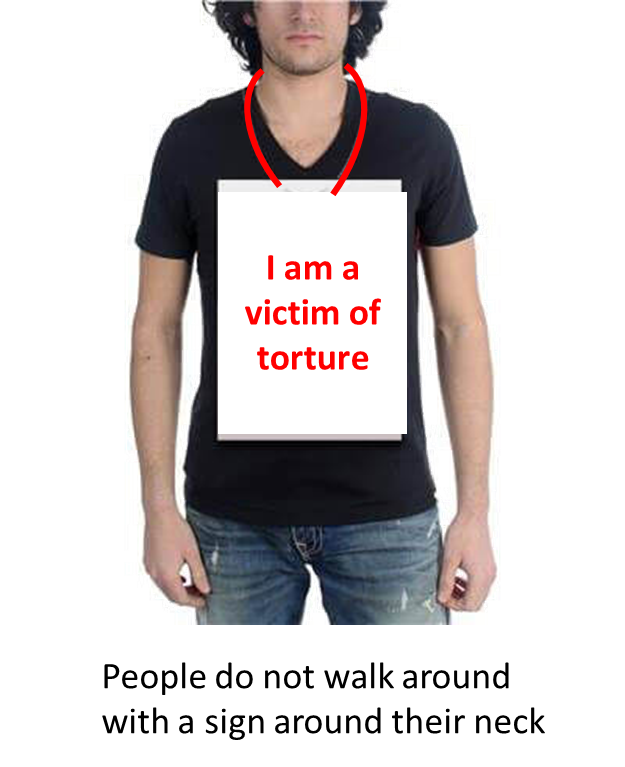 I am a
victim of
torture
People do not walk around
with a sign around their neck